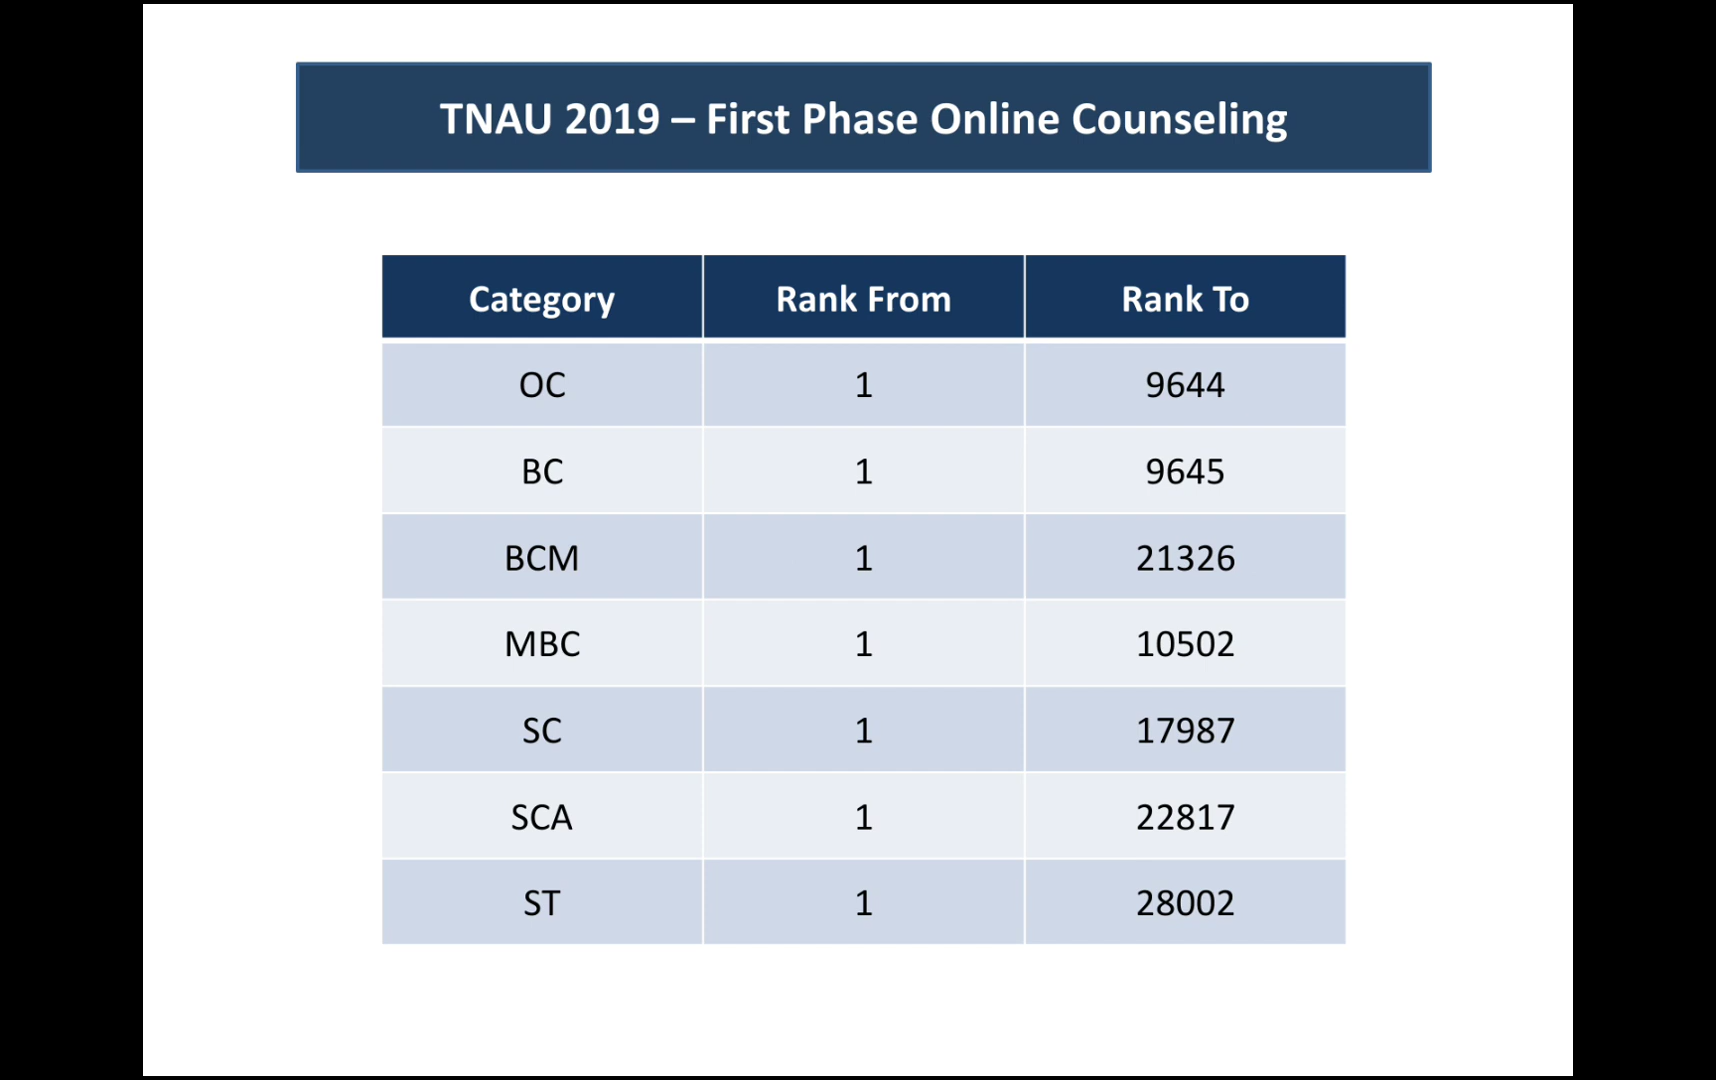 TNAU 2019 – First Phase Online Counseling
Category Rank From Rank To
OC 1 9644
BC 1 9645
BCM 1 21326
MBC 1 10502
SC 1 17987
SCA 1 22817
ST 1 28002